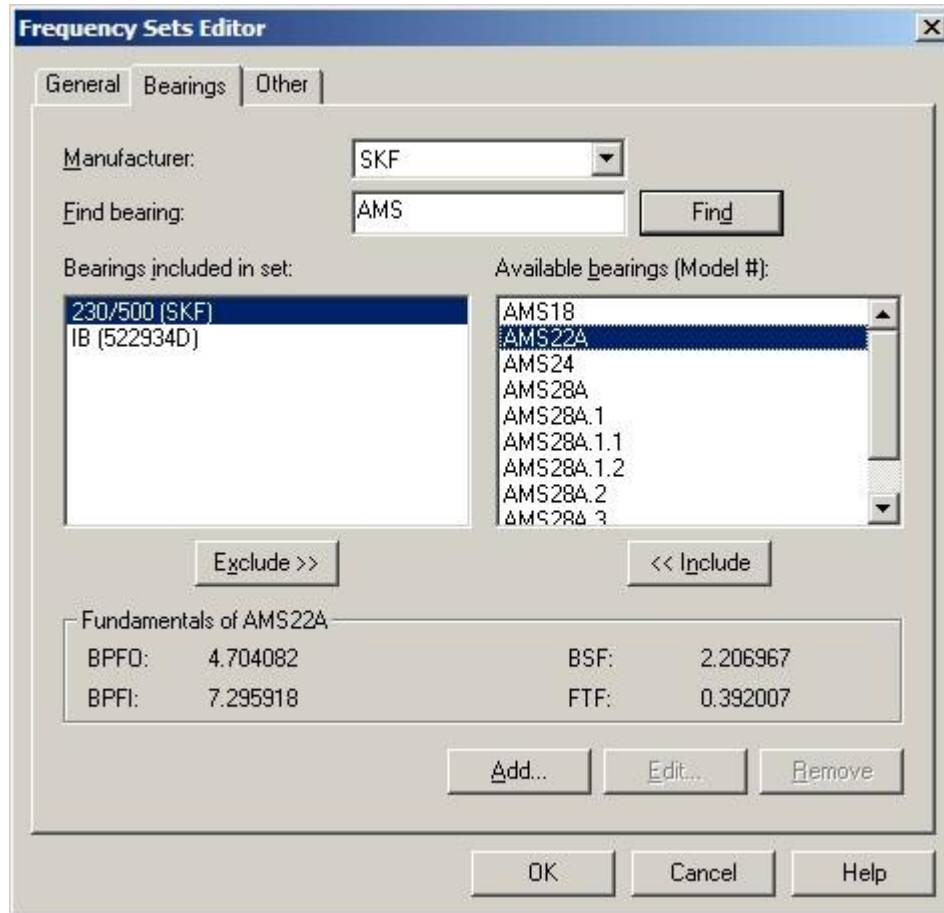 Frequency Sets Editor
General Bearings Other
Manufacturer: SKF
Find bearing: AMS Find
Bearings included in set: Available bearings (Model #):
230/500 (SKF) AMS18
IB (522934D) AMS22A
AMS24
AMS28A
AMS28A.1
AMS28A.1.1
AMS28A.1.2
AMS28A.2
AMS28A.3
Exclude >> << Include
Fundamentals of AMS22A
BPFO: 4.704082 BSF: 2.206967
BPFI: 7.295918 FTF: 0.392007
Add... Edit... Remove
OK Cancel Help